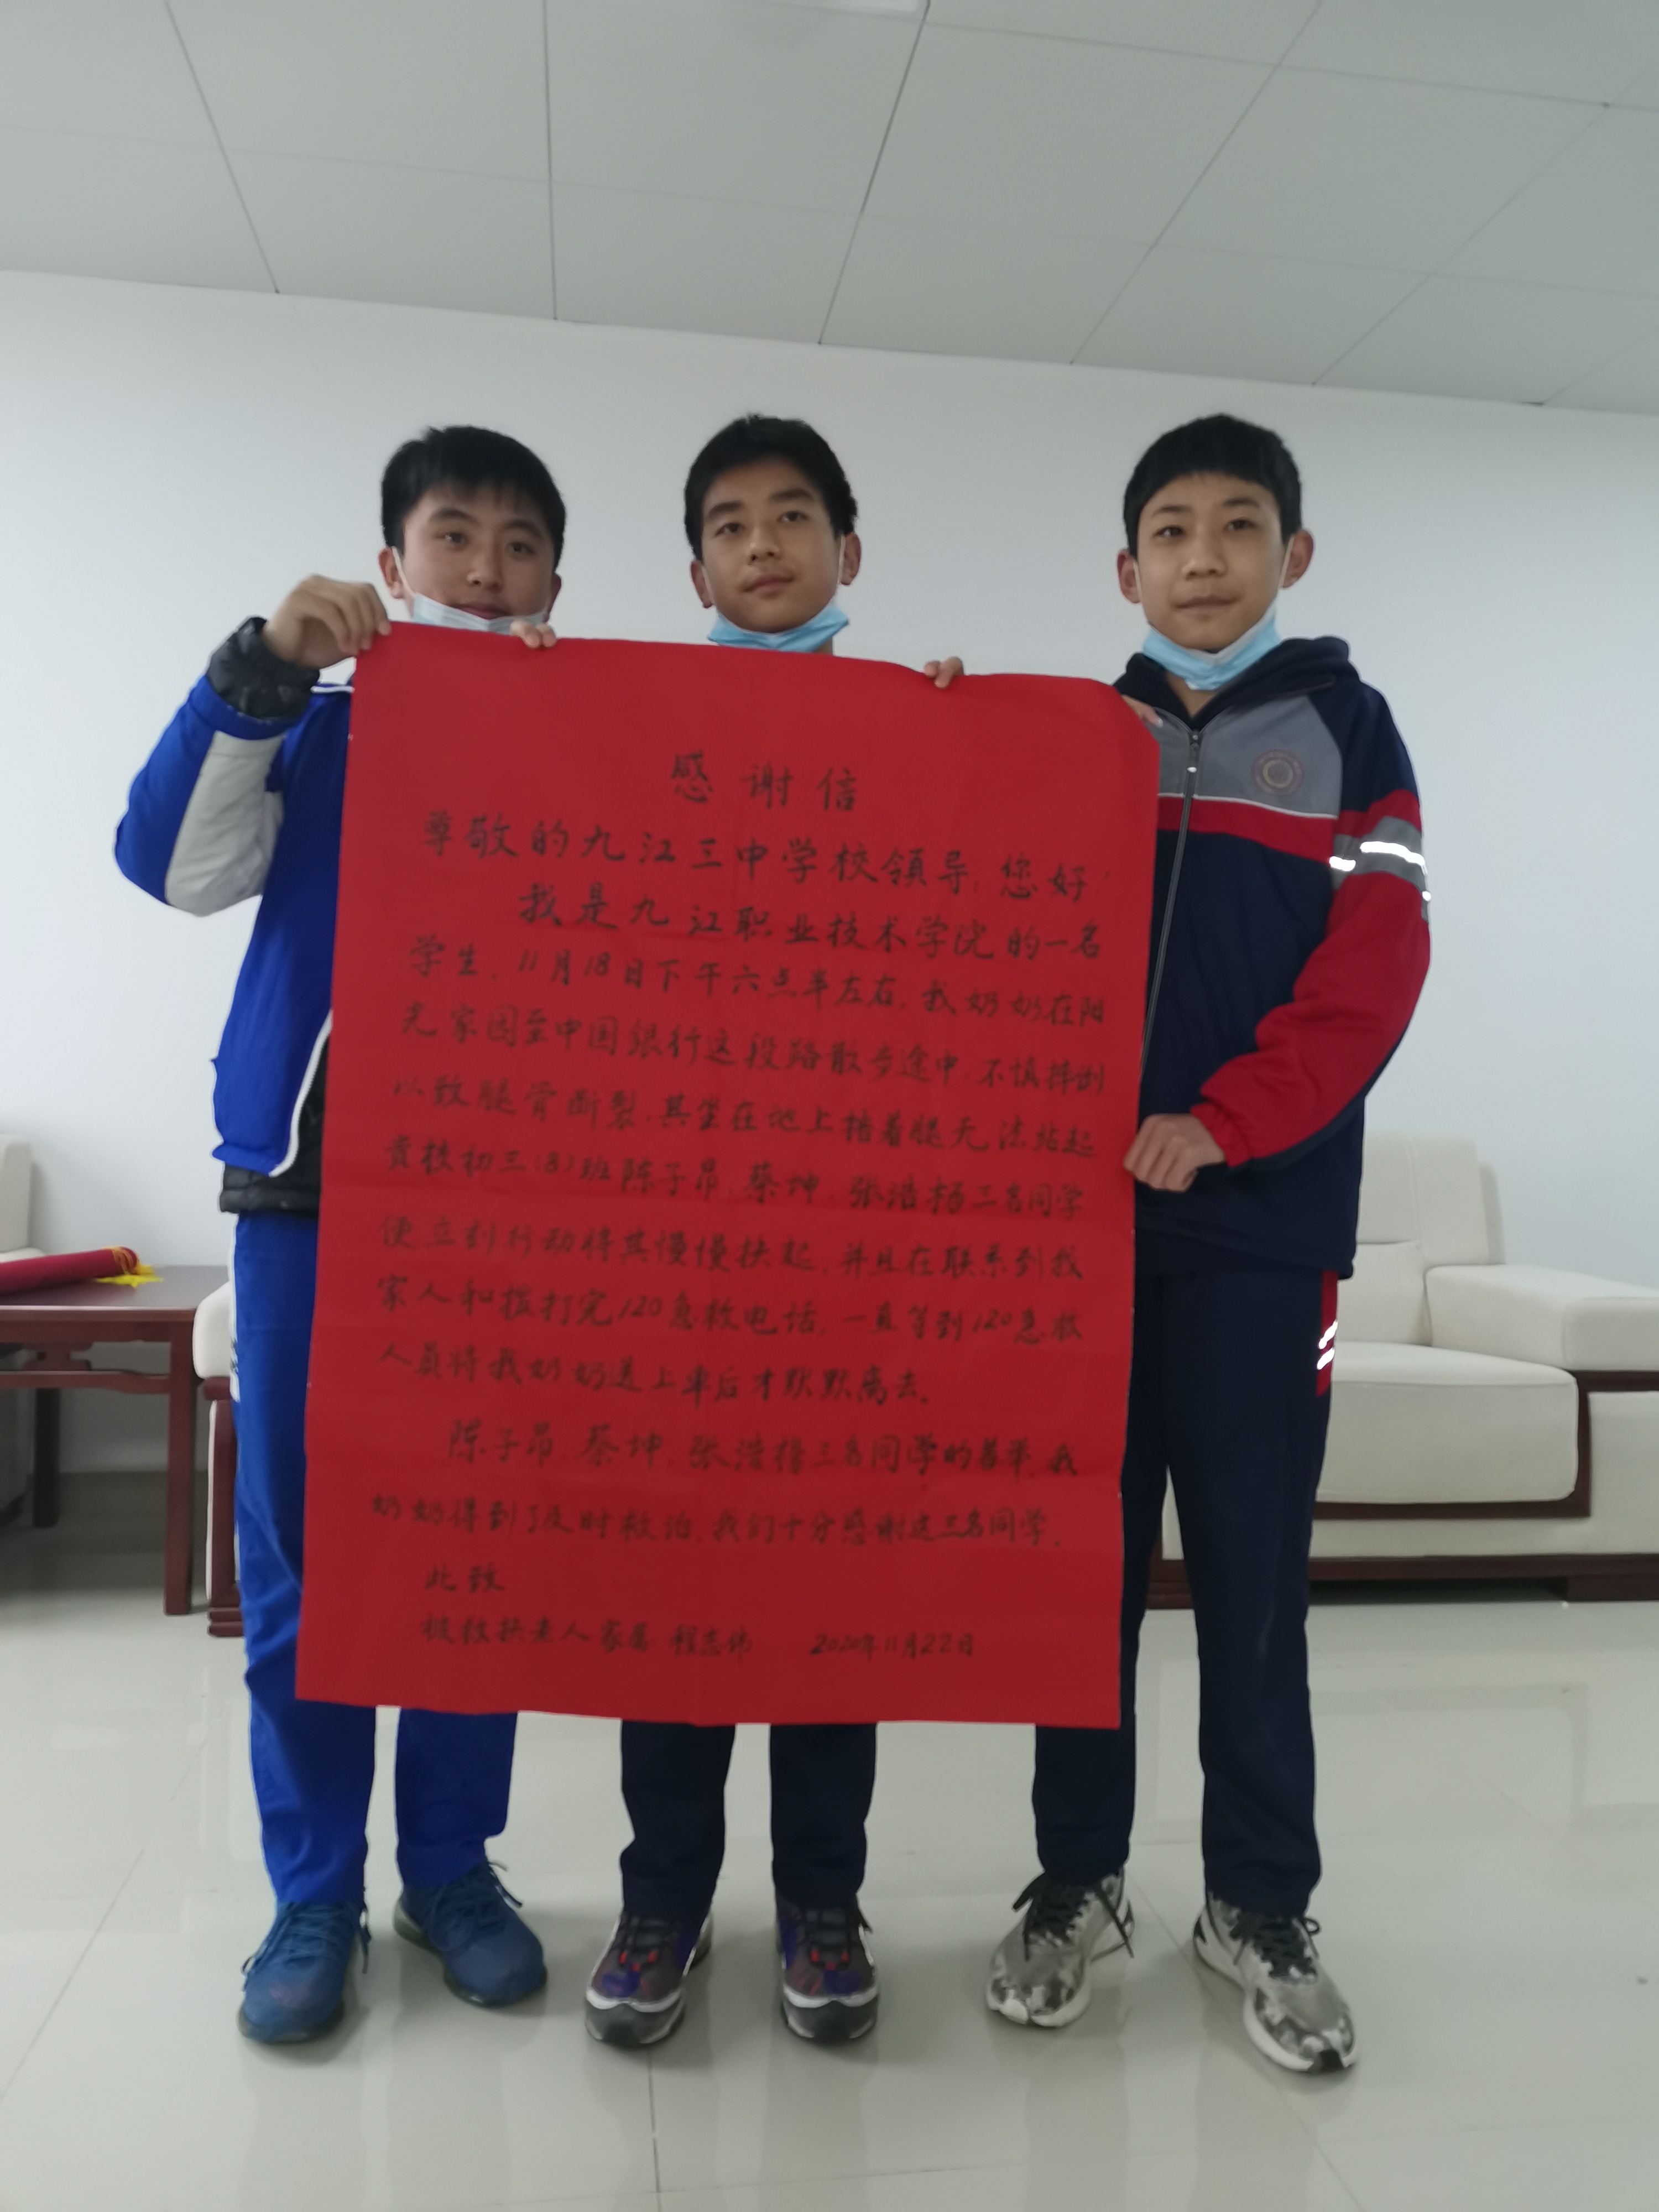 感谢信
尊敬的九江三中学校领导：您好！
我是九江职业技术学院的一名
学生，11月18日下午六点半左右，我奶奶在阳
光家园至中国銀行这段路散步途中，不慎摔倒
以致腿骨断裂，其坐在地上捂着腿无法站起
贵校初三（8）班陈子昂、蔡坤、张浩楠三名同学
便立刻行动将其慢慢扶起，并且在联系到我
家人和拨打完120急救电话，一直等到120急救
人员将我奶奶送上车后才默默离去。
陈子昂、蔡坤、张浩楠三名同学的善举，我
奶奶得到了及时救治，我们十分感谢这三名同学。
此致
被救扶老人家属：程志伟 2020年11月22日